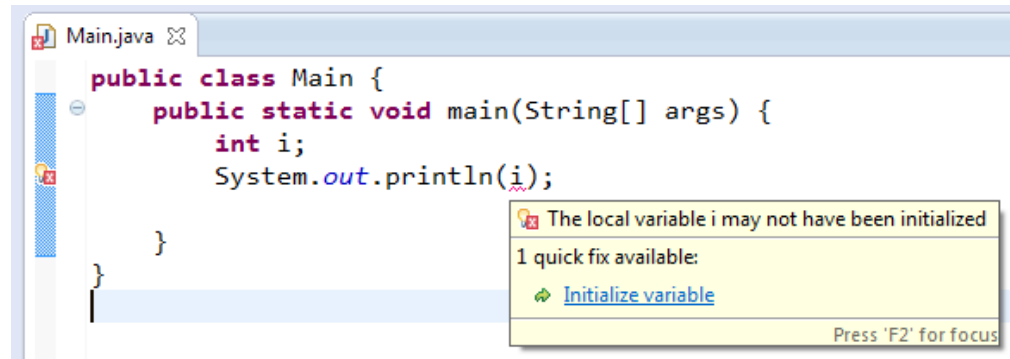 Main.java
public class Main {
public static void main(String[] args) {
int i;
System.out.println(i);
The local variable i may not have been initialized
}
1 quick fix available:
}
Initialize variable
Press 'F2' for focus